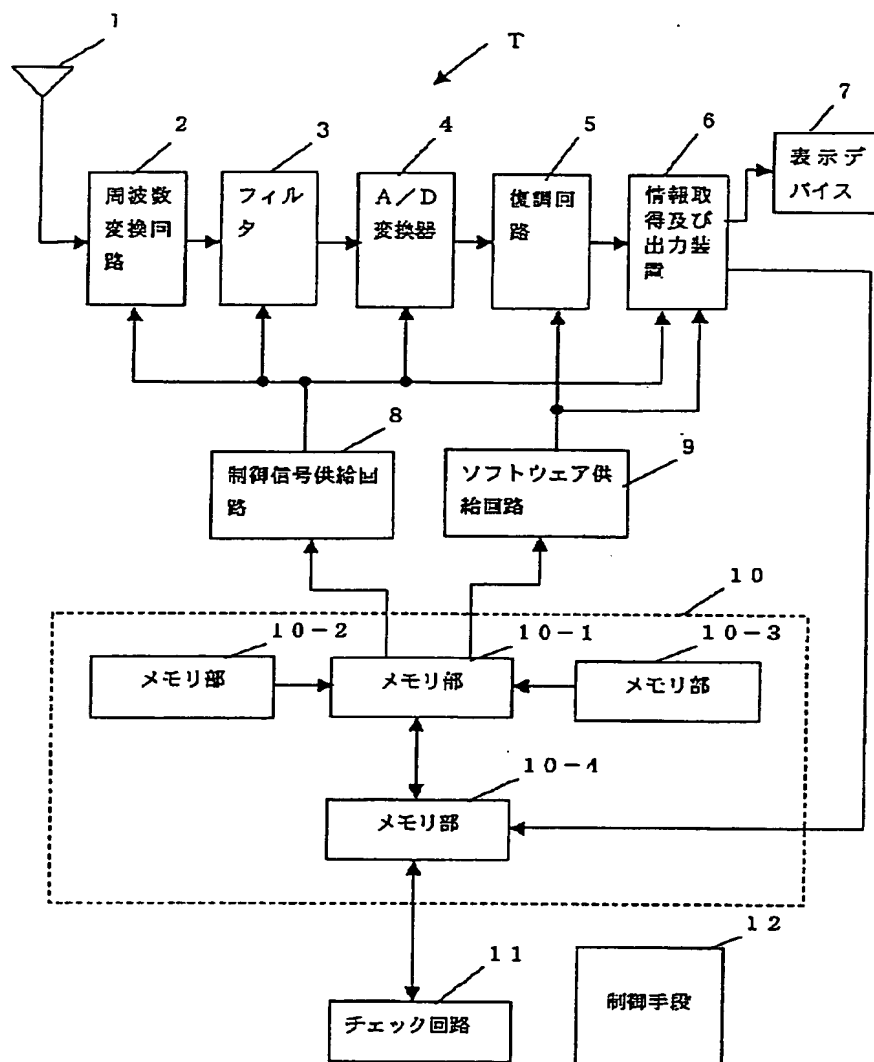 1
T
2
3
4
5
6
7
周波数
変換回
路
フィル
タ
A/D
変換器
復調回
路
情報取
得及び
出力装
置
表示デ
バイス
8
9
制御信号供給回
路
ソフトウェア供
給回路
10
10-2
10-1
10-3
メモリ部
メモリ部
メモリ部
10-4
メモリ部
11
12
チェック回路
制御手段